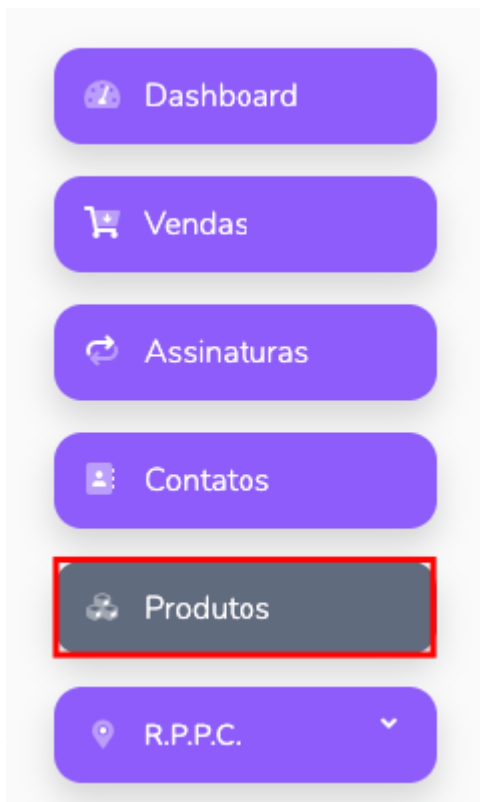 Dashboard
Vendas
Assinaturas
Contatos
Produtos
R.P.P.C.